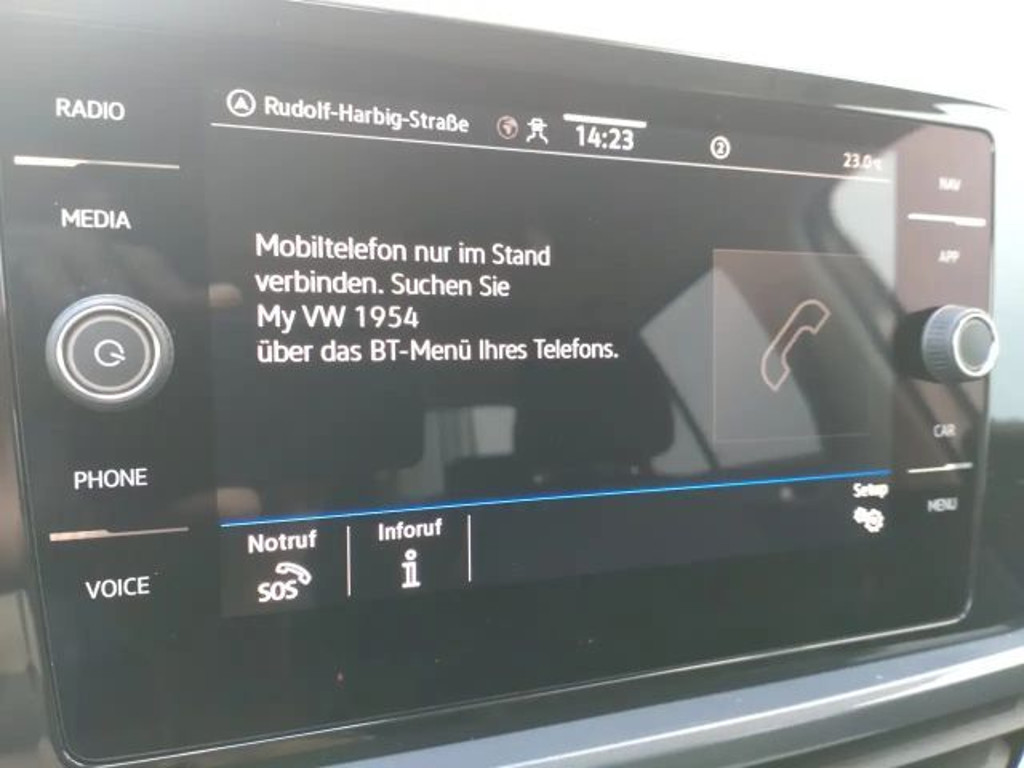 RADIO
MEDIA
PHONE
VOICE
Rudolf-Harbig-Straße
14:23
2
23.0°C
Mobiltelefon nur im Stand
verbinden. Suchen Sie
My VW 1954
über das BT-Menü Ihres Telefons.
Notruf
SOS
Inforuf
i
Setup
NAV
APP
CAR
MENU